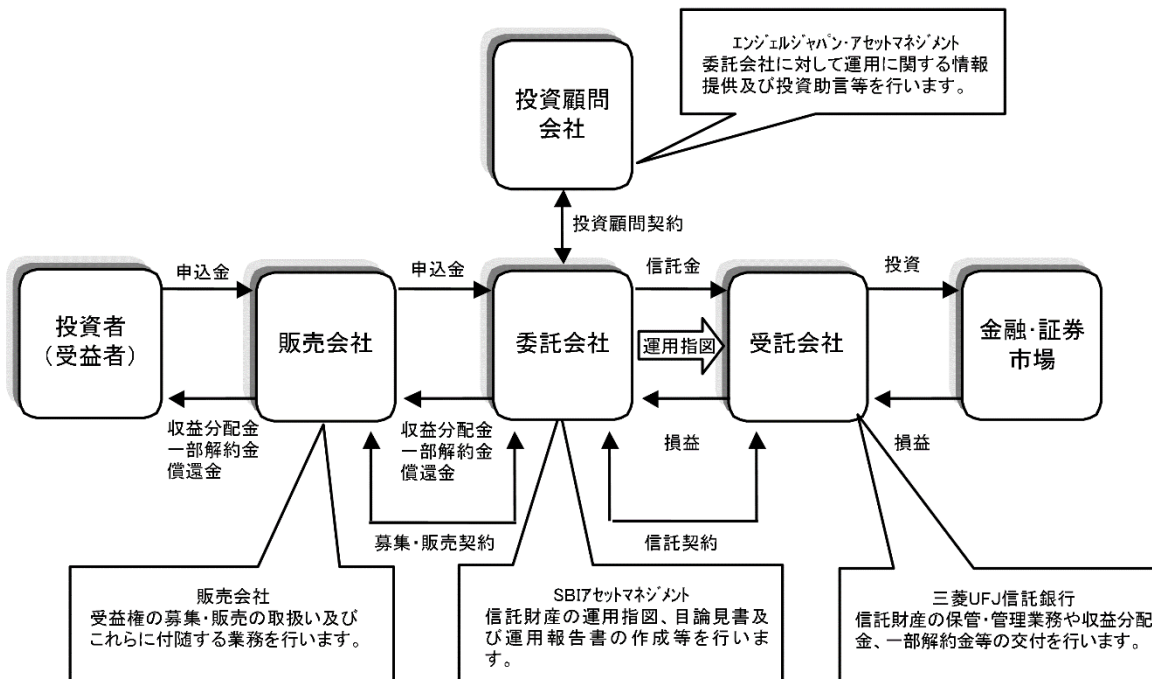 エンジェルジャパン・アセットマネジメント
委託会社に対して運用に関する情報
提供及び投資助言等を行います。
投資顧問
会社
投資顧問契約
申込金
申込金
信託金
投資
投資者
（受益者）
販売会社
委託会社
運用指図
受託会社
金融・証券
市場
収益分配金
一部解約金
償還金
収益分配金
一部解約金
償還金
損益
損益
募集・販売契約
信託契約
販売会社
受益権の募集・販売の取扱い及び
これらに付随する業務を行います。
SBIアセットマネジメント
信託財産の運用指図、目論見書及
び運用報告書の作成等を行いま
す。
三菱UFJ信託銀行
信託財産の保管・管理業務や収益分配
金、一部解約金等の交付を行います。